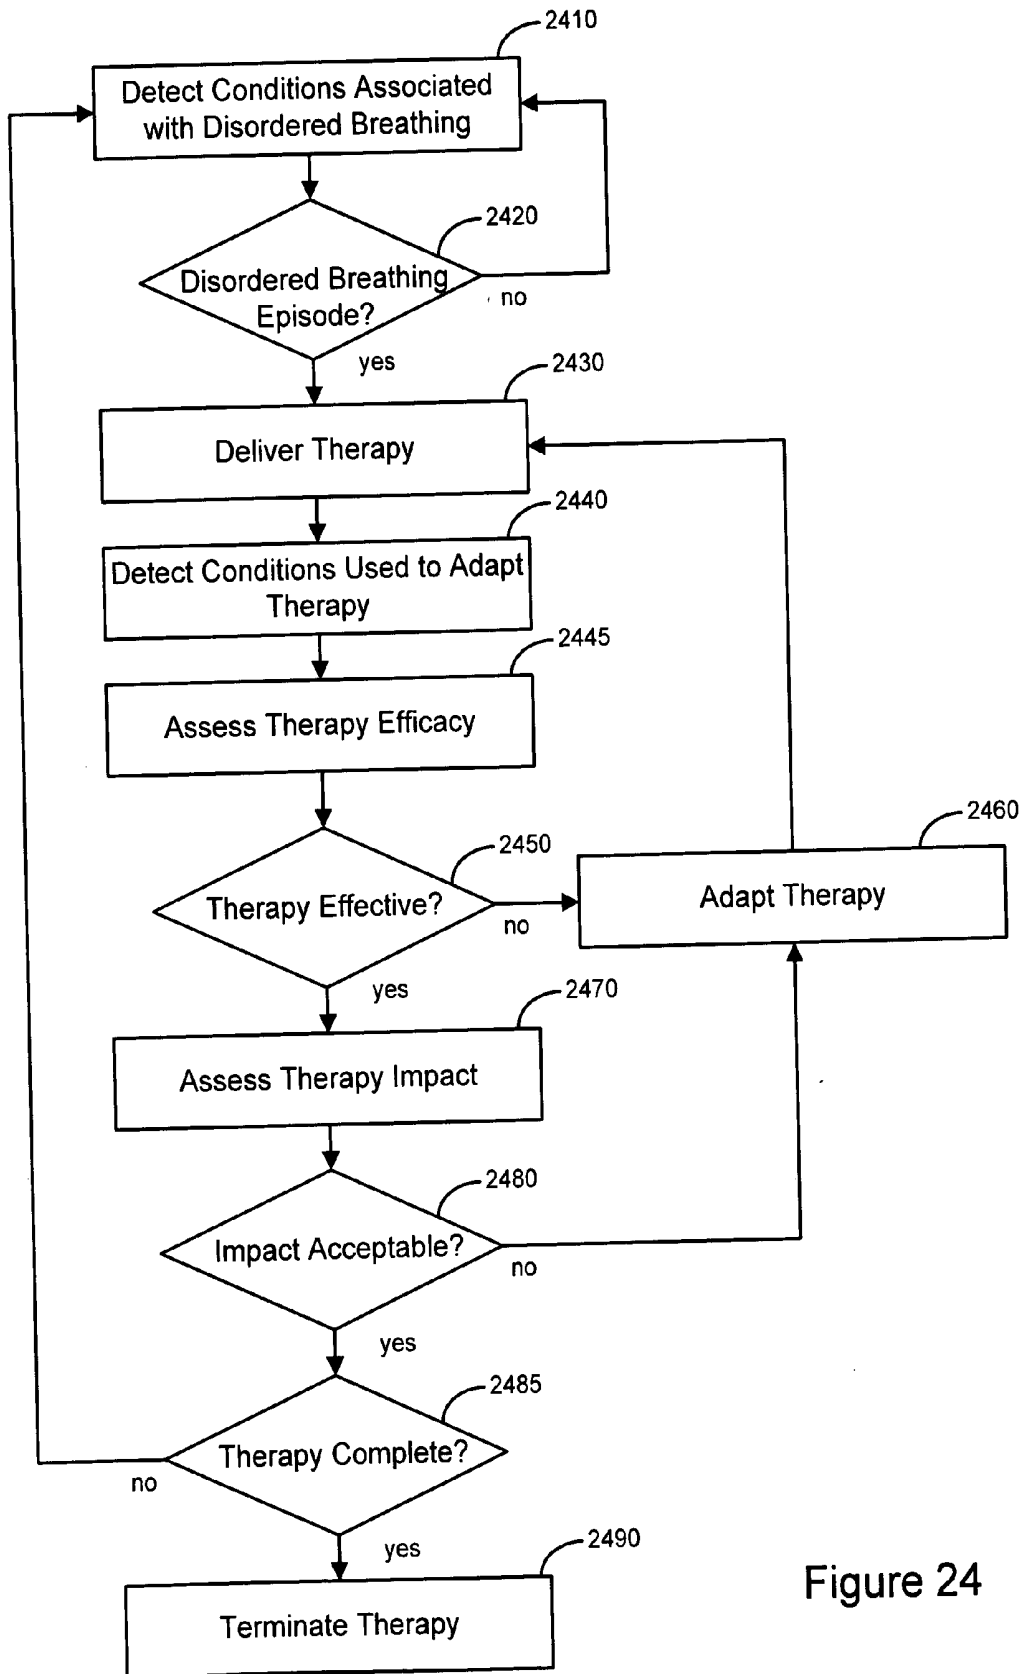 2410
Detect Conditions Associated
with Disordered Breathing
2420
Disordered Breathing
Episode?
no
yes
2430
Deliver Therapy
2440
Detect Conditions Used to Adapt
Therapy
2445
Assess Therapy Efficacy
2460
2450
Adapt Therapy
Therapy Effective?
no
yes
2470
Assess Therapy Impact
2480
Impact Acceptable?
no
yes
2485
Therapy Complete?
no
yes
2490
Terminate Therapy
Figure 24